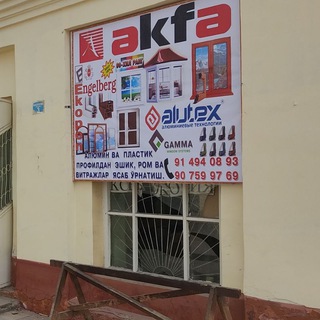 akfa
Engelberg
Ekopen
alutex
АЛЮМИНИЕВЫЕ ТЕХНОЛОГИИ
GAMMA
АЛЮМИН ВА ПЛАСТИК
ПРОФИЛДАН ЭШИК, РОМ ВА
ВИТРАЖЛАР ЯСАБ ЎРНАТИШ.
91 494 08 93
90 759 97 69